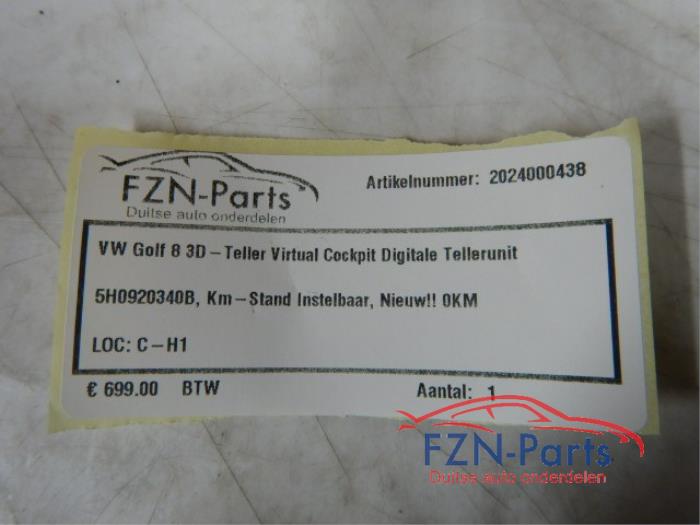 FZN-Parts
Duitse auto onderdelen
Artikelnummer: 2024000438
VW Golf 8 3D-Teller Virtual Cockpit Digitale Tellerunit
5H0920340B, Km-Stand Instelbaar, Nieuw!! 0KM
LOC: C-H1
€ 699.00 BTW Aantal: 1
FZN-Parts
Duitse auto onderdelen